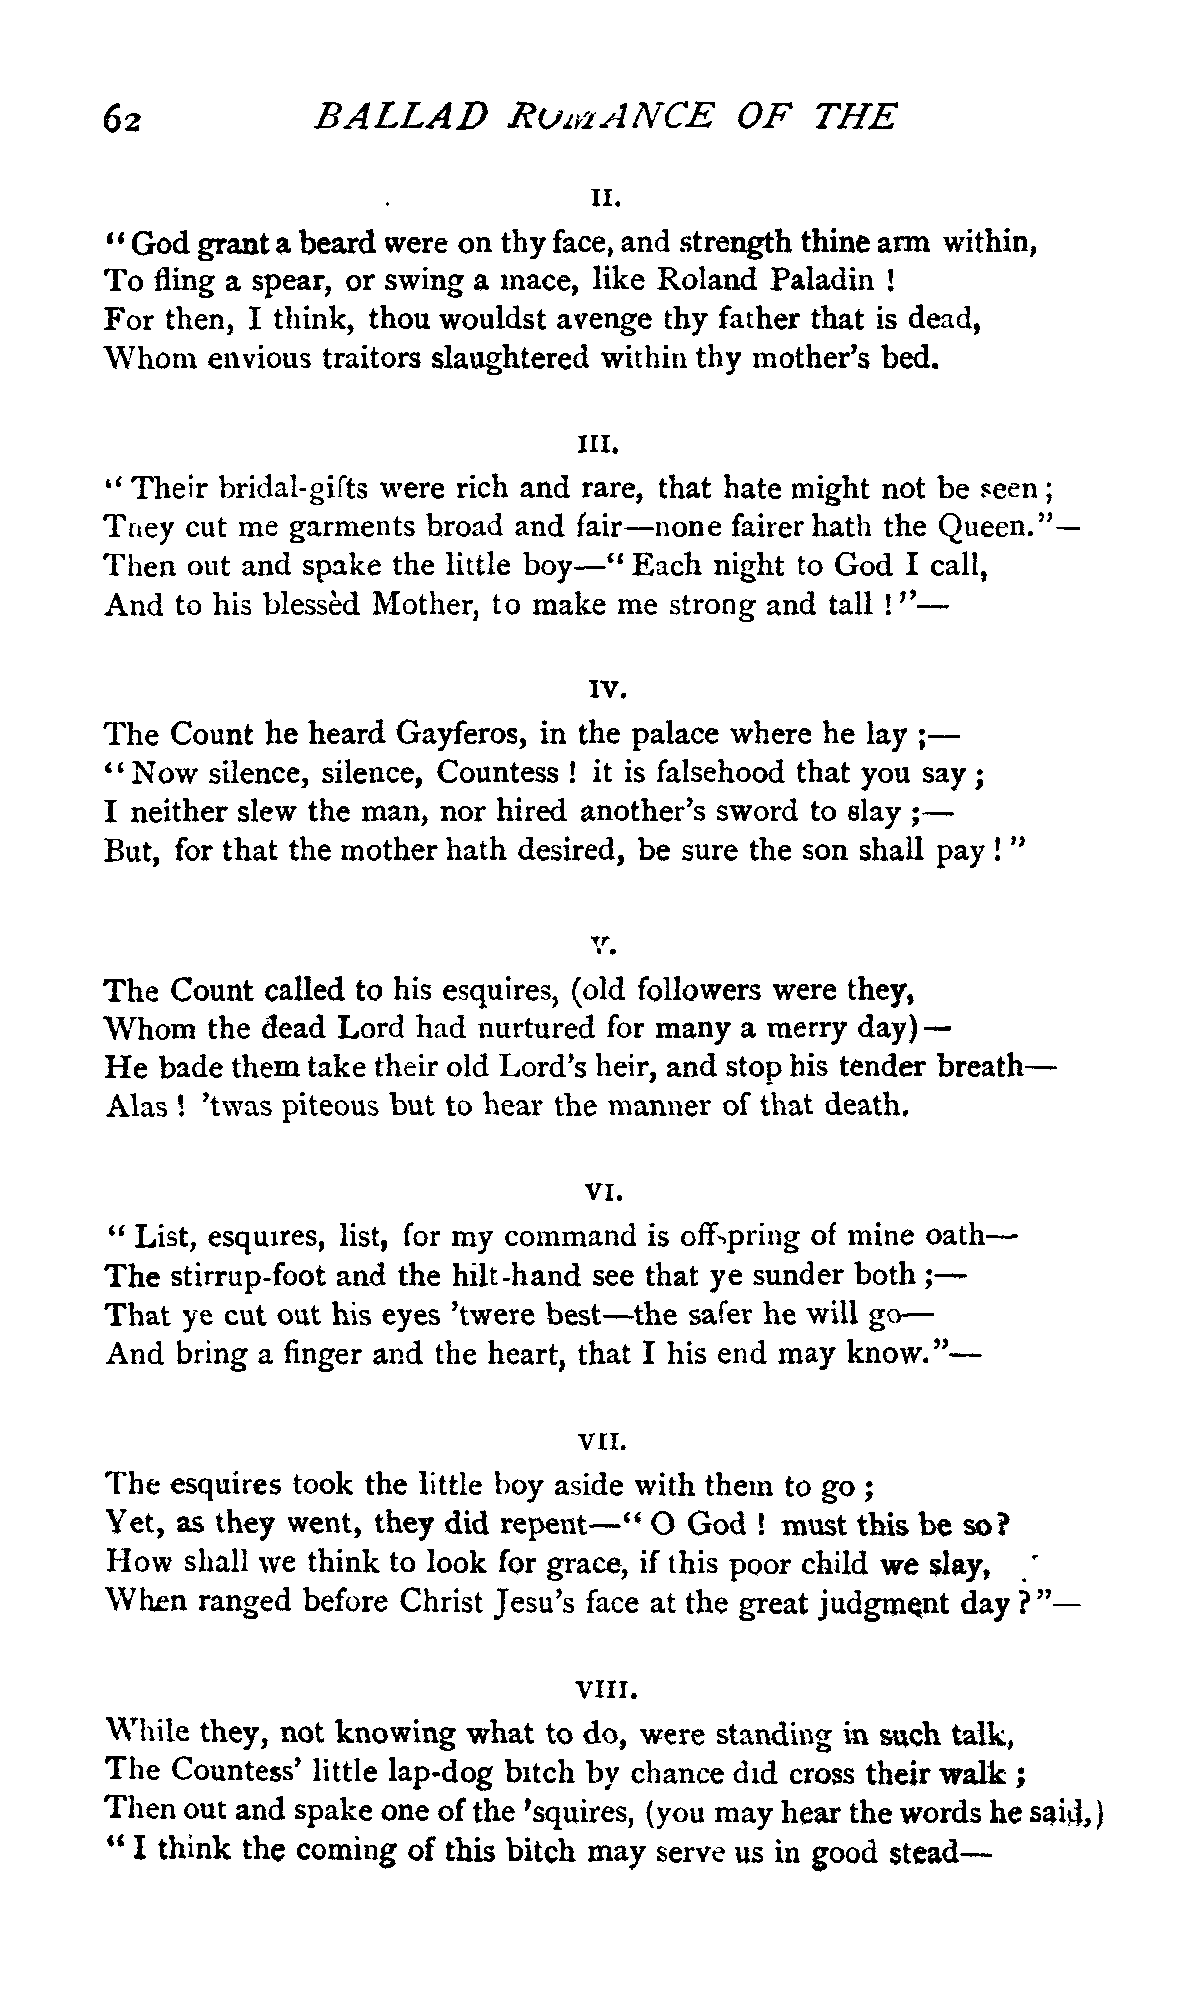 62 BALLAD ROMANCE OF THE
II.
“God grant a beard were on thy face, and strength thine arm within,
To fling a spear, or swing a mace, like Roland Paladin !
For then, I think, thou wouldst avenge thy father that is dead,
Whom envious traitors slaughtered within thy mother’s bed.
III.
“Their bridal-gifts were rich and rare, that hate might not be seen ;
They cut me garments broad and fair—none fairer hath the Queen.”—
Then out and spake the little boy—“Each night to God I call,
And to his blessèd Mother, to make me strong and tall !”—
IV.
The Count he heard Gayferos, in the palace where he lay ;—
“Now silence, silence, Countess ! it is falsehood that you say ;
I neither slew the man, nor hired another’s sword to slay ;—
But, for that the mother hath desired, be sure the son shall pay !”
V.
The Count called to his esquires, (old followers were they,
Whom the dead Lord had nurtured for many a merry day)—
He bade them take their old Lord’s heir, and stop his tender breath—
Alas ! ’twas piteous but to hear the manner of that death.
VI.
“List, esquires, list, for my command is offspring of mine oath—
The stirrup-foot and the hilt-hand see that ye sunder both ;—
That ye cut out his eyes ’twere best—the safer he will go—
And bring a finger and the heart, that I his end may know.”—
VII.
The esquires took the little boy aside with them to go ;
Yet, as they went, they did repent—“O God ! must this be so?
How shall we think to look for grace, if this poor child we slay,
When ranged before Christ Jesu’s face at the great judgment day ?”—
VIII.
While they, not knowing what to do, were standing in such talk,
The Countess’ little lap-dog bitch by chance did cross their walk ;
Then out and spake one of the ’squires, (you may hear the words he said,)
“I think the coming of this bitch may serve us in good stead—